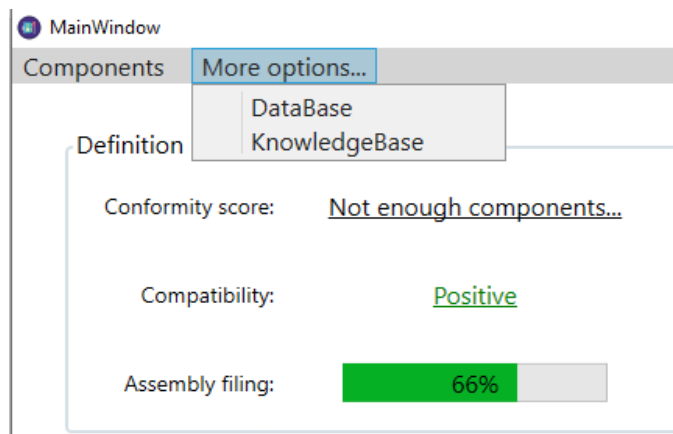 MainWindow
Components More options...
DataBase
KnowledgeBase
Definition
Conformity score: Not enough components...
Compatibility: Positive
Assembly filing: 66%